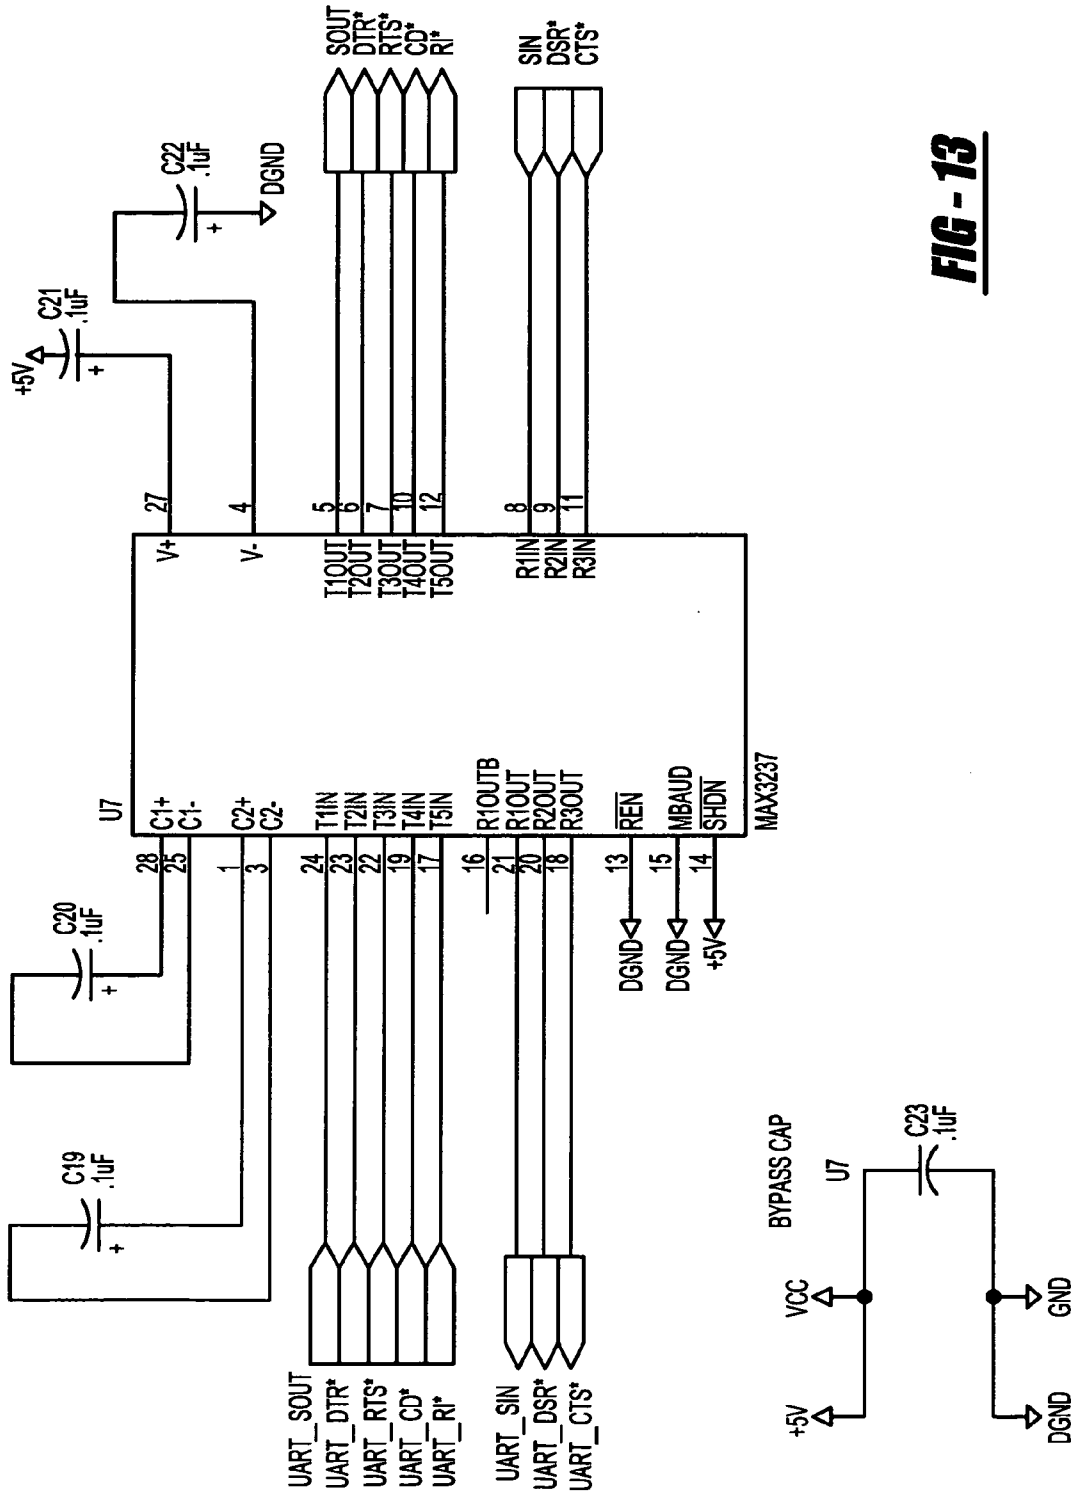 C19
.1uF
+
C20
.1uF
+
+5V
C21
.1uF
+
C22
.1uF
+
DGND
U7
28 C1+
25 C1-
1 C2+
3 C2-
V+ 27
V- 4
UART_SOUT 24 T1IN
UART_DTR* 23 T2IN
UART_RTS* 22 T3IN
UART_CD* 19 T4IN
UART_RI* 17 T5IN
T1OUT 5 SOUT
T2OUT 6 DTR*
T3OUT 7 RTS*
T4OUT 10 CD*
T5OUT 12 RI*
16 R1OUTB
UART_SIN 21 R1OUT
UART_DSR* 20 R2OUT
UART_CTS* 18 R3OUT
R1IN 8 SIN
R2IN 9 DSR*
R3IN 11 CTS*
DGND 13 REN
DGND 15 MBAUD
+5V 14 SHDN
MAX3237
BYPASS CAP
+5V VCC U7
C23
.1uF
DGND GND
FIG - 13